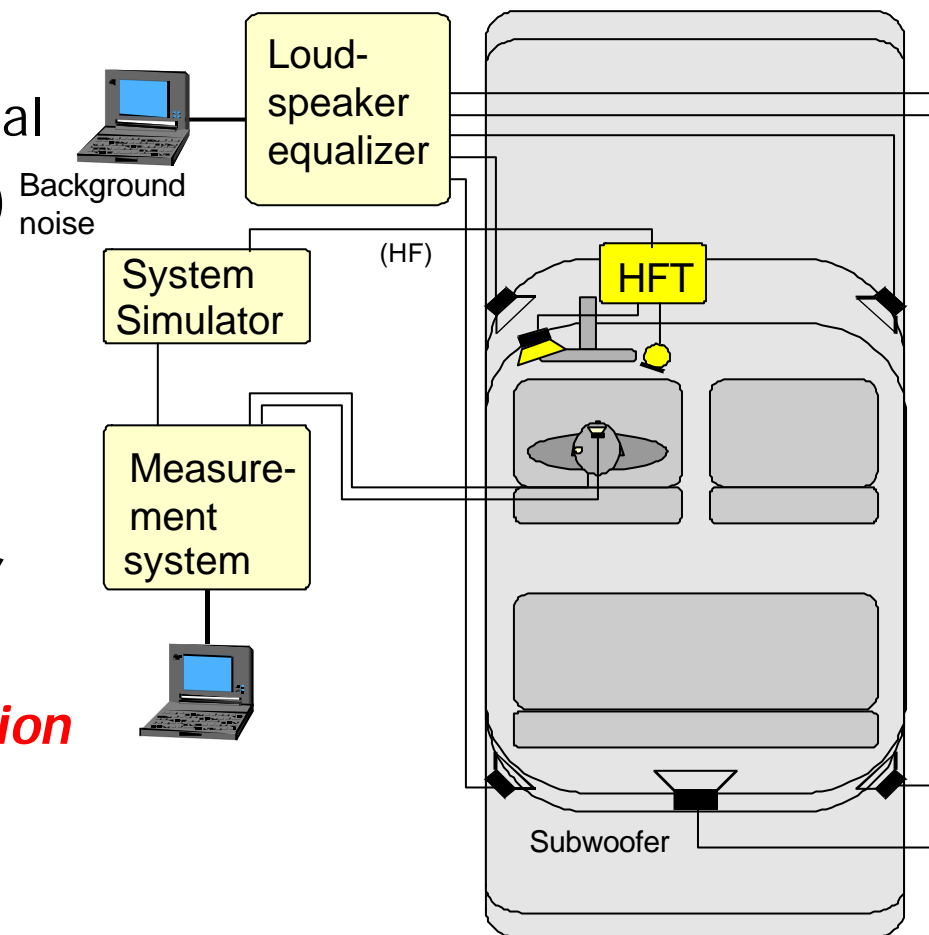 Loud-
speaker
equalizer
al
)
Background
noise
(HF)
System
Simulator
HFT
Measure-
ment
system
ion
Subwoofer